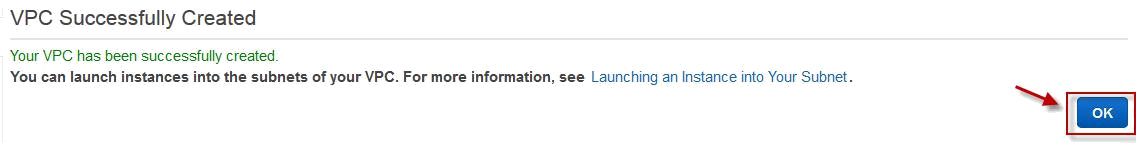 VPC Successfully Created
Your VPC has been successfully created.
You can launch instances into the subnets of your VPC. For more information, see Launching an Instance into Your Subnet.
OK